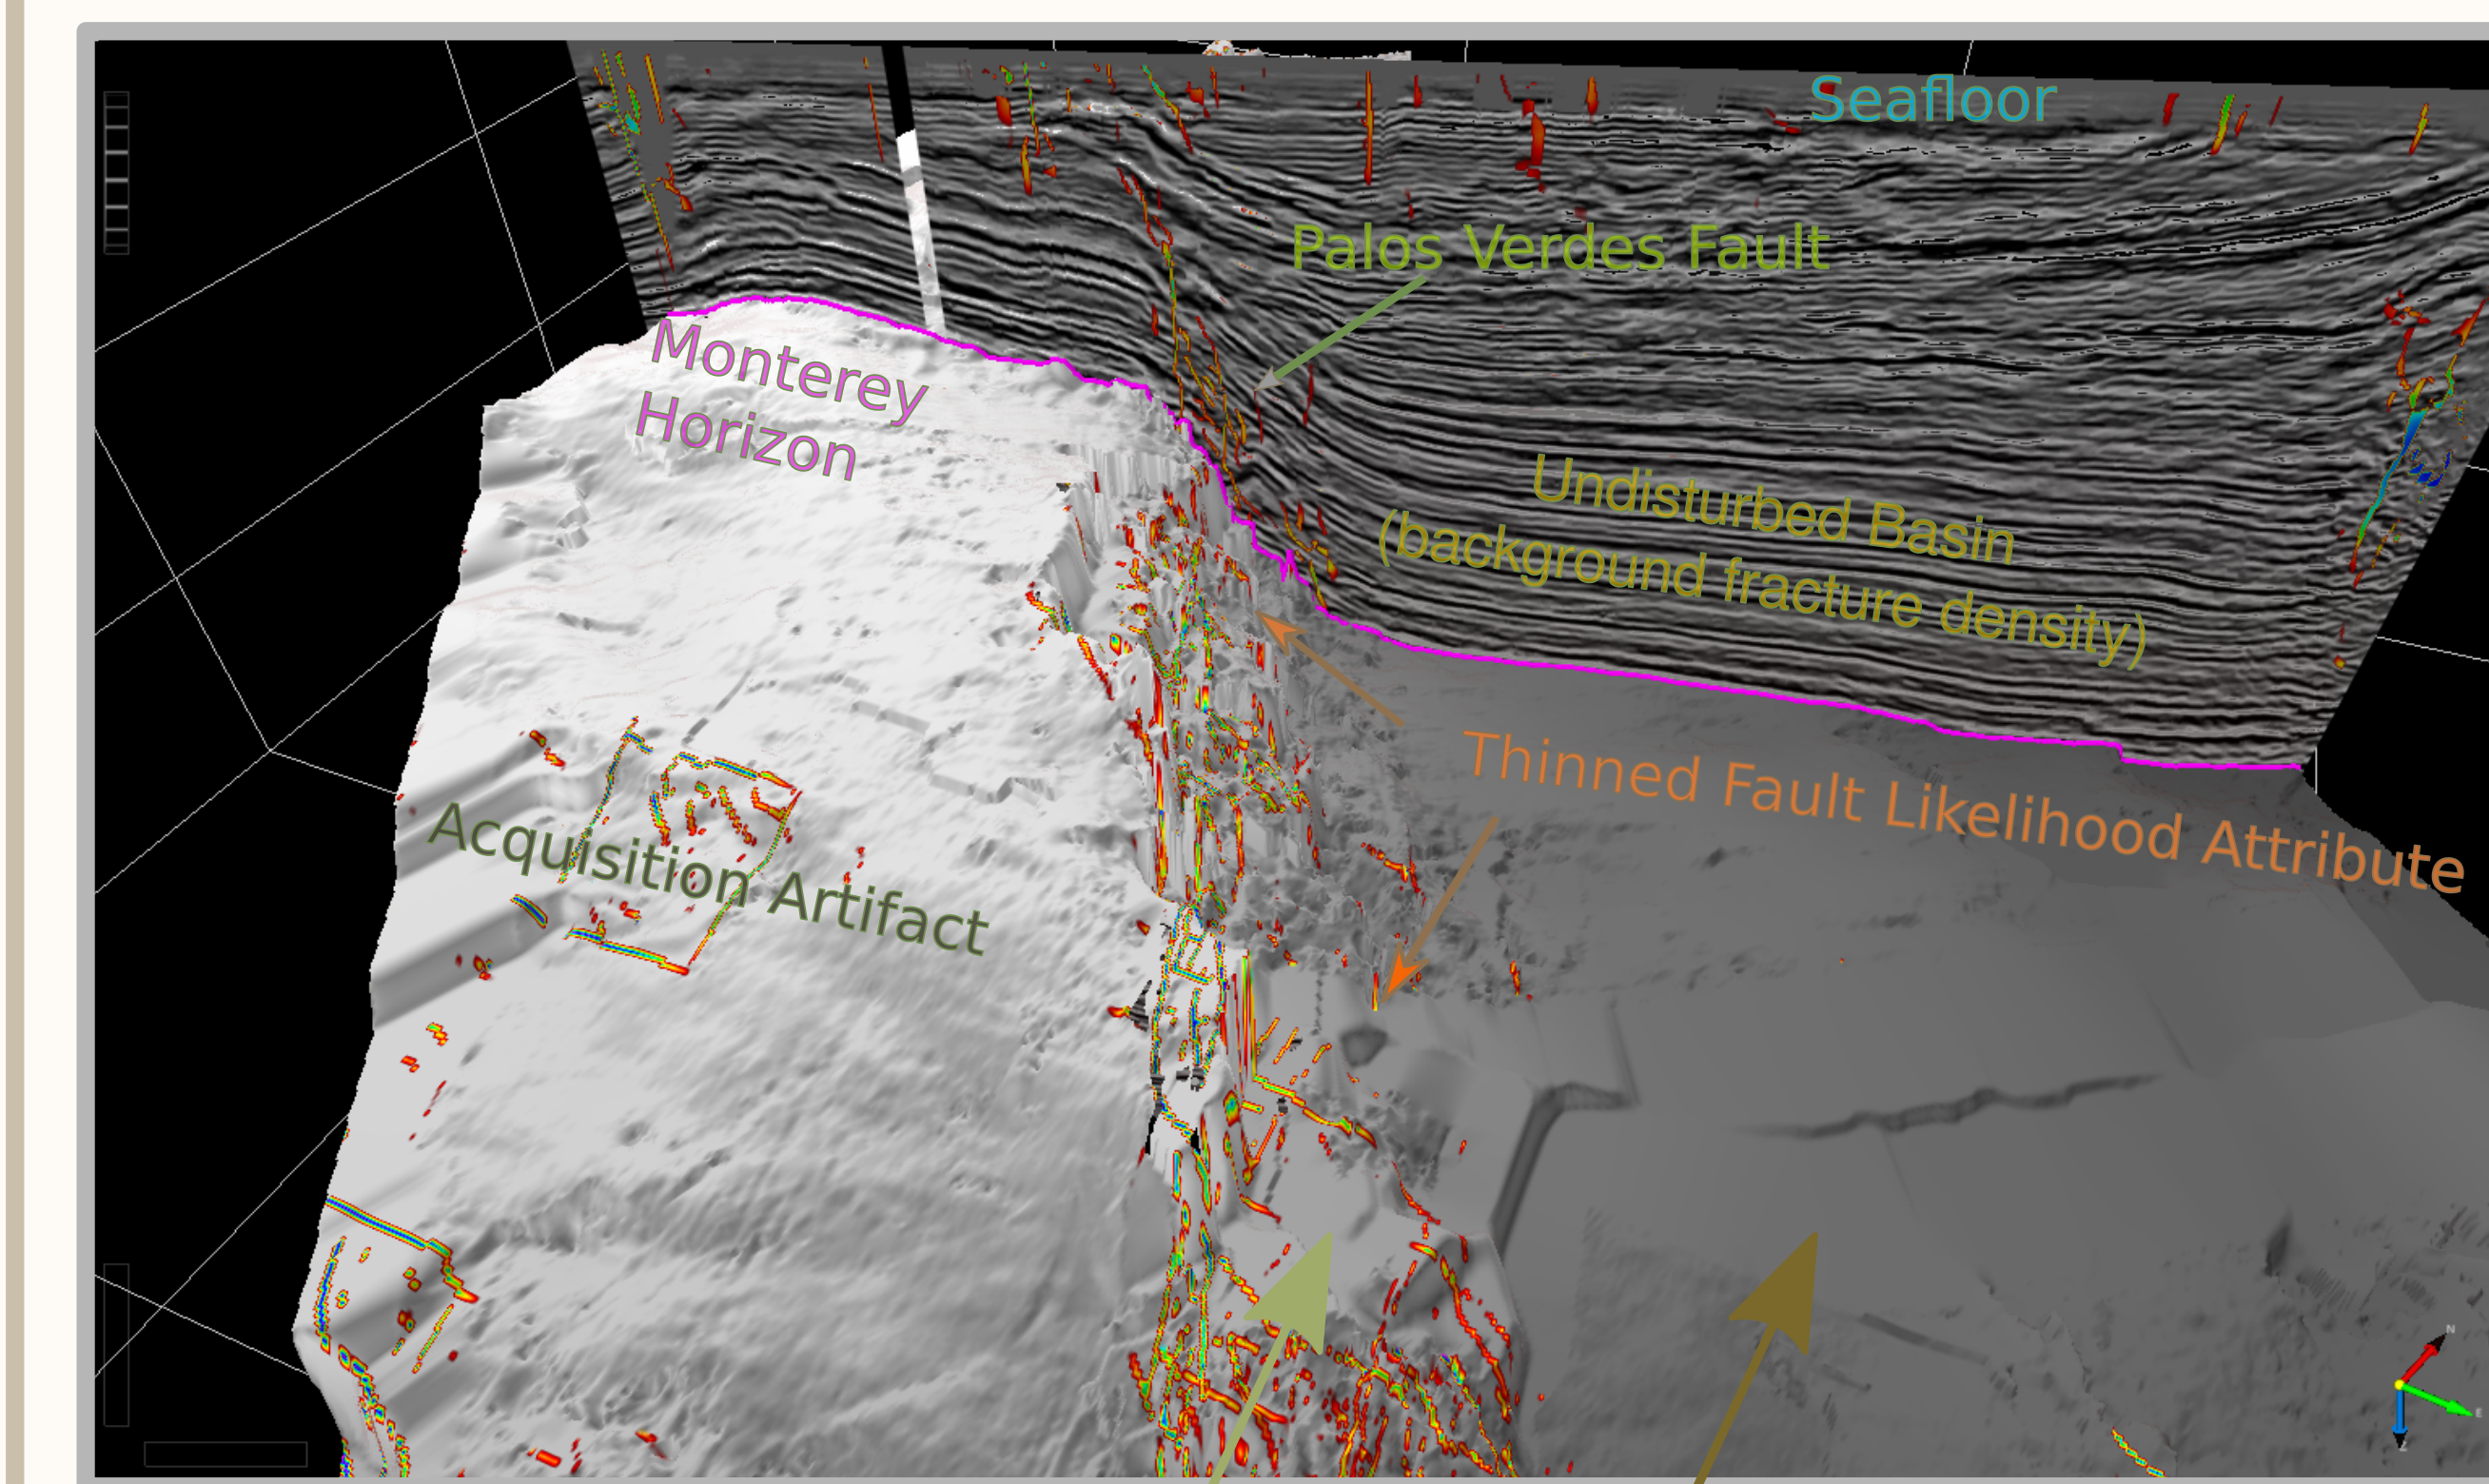 Seafloor
Palos Verdes Fault
Monterey
Horizon
Undisturbed Basin
(background fracture density)
Thinned Fault Likelihood Attribute
Acquisition Artifact
N
E
Z